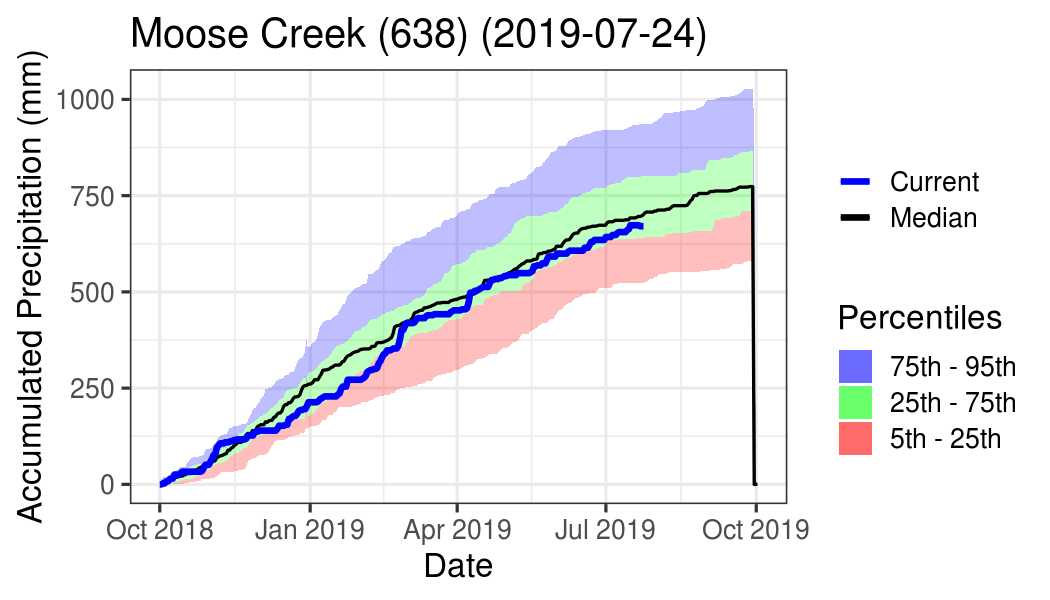 Moose Creek (638) (2019-07-24)
Accumulated Precipitation (mm)
1000
750
500
250
0
Oct 2018 Jan 2019 Apr 2019 Jul 2019 Oct 2019
Date
Current
Median
Percentiles
75th - 95th
25th - 75th
5th - 25th